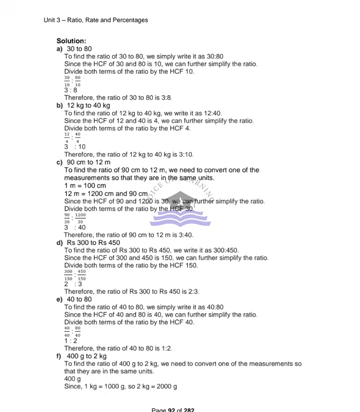 Unit 3 – Ratio, Rate and Percentages
Solution:
a) 30 to 80
To find the ratio of 30 to 80, we simply write it as 30:80
Since the HCF of 30 and 80 is 10, we can further simplify the ratio.
Divide both terms of the ratio by the HCF 10.
30/10 : 80/10
3 : 8
Therefore, the ratio of 30 to 80 is 3:8
b) 12 kg to 40 kg
To find the ratio of 12 kg to 40 kg, we write it as 12:40.
Since the HCF of 12 and 40 is 4, we can further simplify the ratio.
Divide both terms of the ratio by the HCF 4.
12/4 : 40/4
3 : 10
Therefore, the ratio of 12 kg to 40 kg is 3:10.
c) 90 cm to 12 m
To find the ratio of 90 cm to 12 m, we need to convert one of the
measurements so that they are in the same units.
1 m = 100 cm
12 m = 1200 cm and 90 cm.
Since the HCF of 90 and 1200 is 30, we can further simplify the ratio.
Divide both terms of the ratio by the HCF 30.
90/30 : 1200/30
3 : 40
Therefore, the ratio of 90 cm to 12 m is 3:40.
d) Rs 300 to Rs 450
To find the ratio of Rs 300 to Rs 450, we write it as 300:450.
Since the HCF of 300 and 450 is 150, we can further simplify the ratio.
Divide both terms of the ratio by the HCF 150.
300/150 : 450/150
2 : 3
Therefore, the ratio of Rs 300 to Rs 450 is 2:3.
e) 40 to 80
To find the ratio of 40 to 80, we simply write it as 40:80
Since the HCF of 40 and 80 is 40, we can further simplify the ratio.
Divide both terms of the ratio by the HCF 40.
40/40 : 80/40
1 : 2
Therefore, the ratio of 40 to 80 is 1:2.
f) 400 g to 2 kg
To find the ratio of 400 g to 2 kg, we need to convert one of the measurements so
that they are in the same units.
400 g
Since, 1 kg = 1000 g, so 2 kg = 2000 g
Page 92 of 282